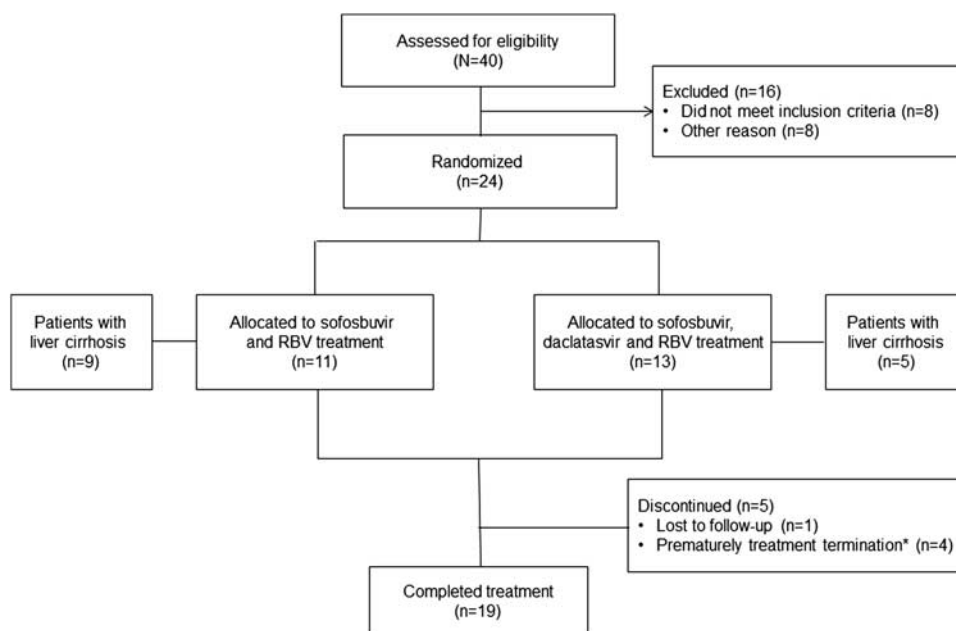 Assessed for eligibility
(N=40)
Excluded (n=16)
• Did not meet inclusion criteria (n=8)
• Other reason (n=8)
Randomized
(n=24)
Patients with
liver cirrhosis
(n=9)
Allocated to sofosbuvir
and RBV treatment
(n=11)
Allocated to sofosbuvir,
daclatasvir and RBV treatment
(n=13)
Patients with
liver cirrhosis
(n=5)
Discontinued (n=5)
• Lost to follow-up (n=1)
• Prematurely treatment termination* (n=4)
Completed treatment
(n=19)